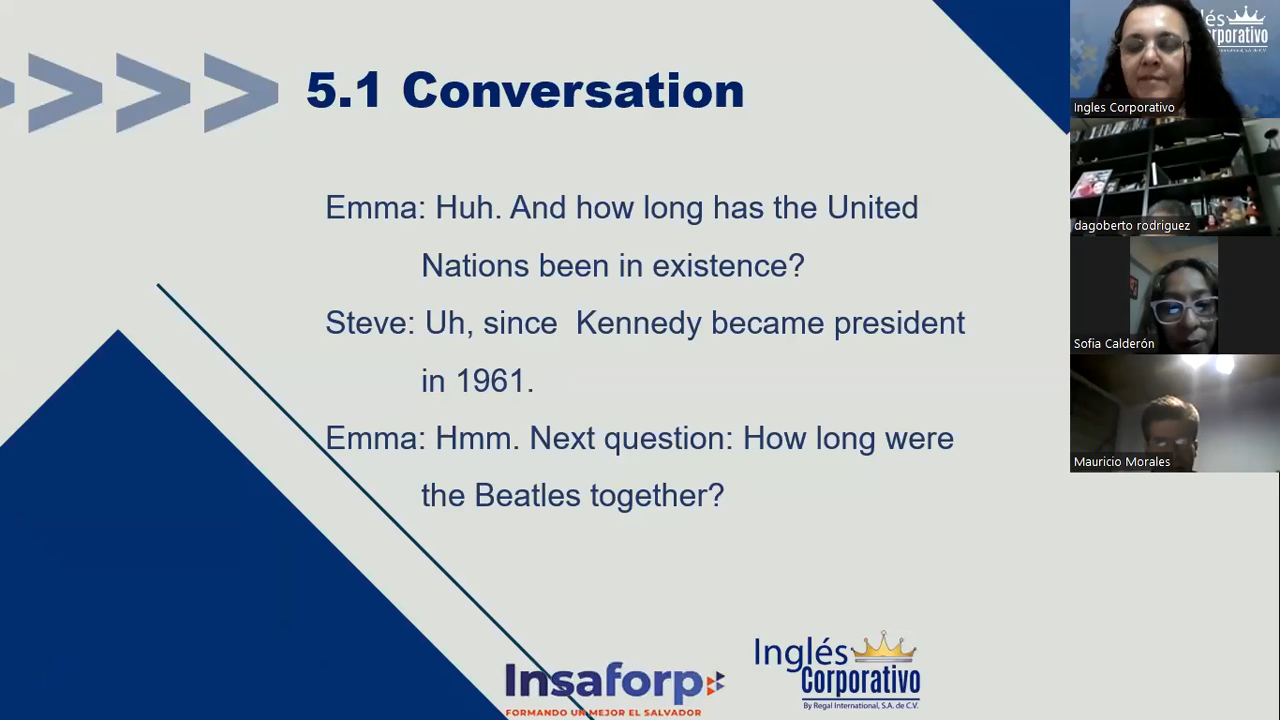 5.1 Conversation
Emma: Huh. And how long has the United
Nations been in existence?
Steve: Uh, since Kennedy became president
in 1961.
Emma: Hmm. Next question: How long were
the Beatles together?
Insaforp
FORMANDO UN MEJOR EL SALVADOR
Inglés
Corporativo
By Regal International, S.A. de C.V.
Ingles Corporativo
dagoberto rodriguez
Sofia Calderón
Mauricio Morales